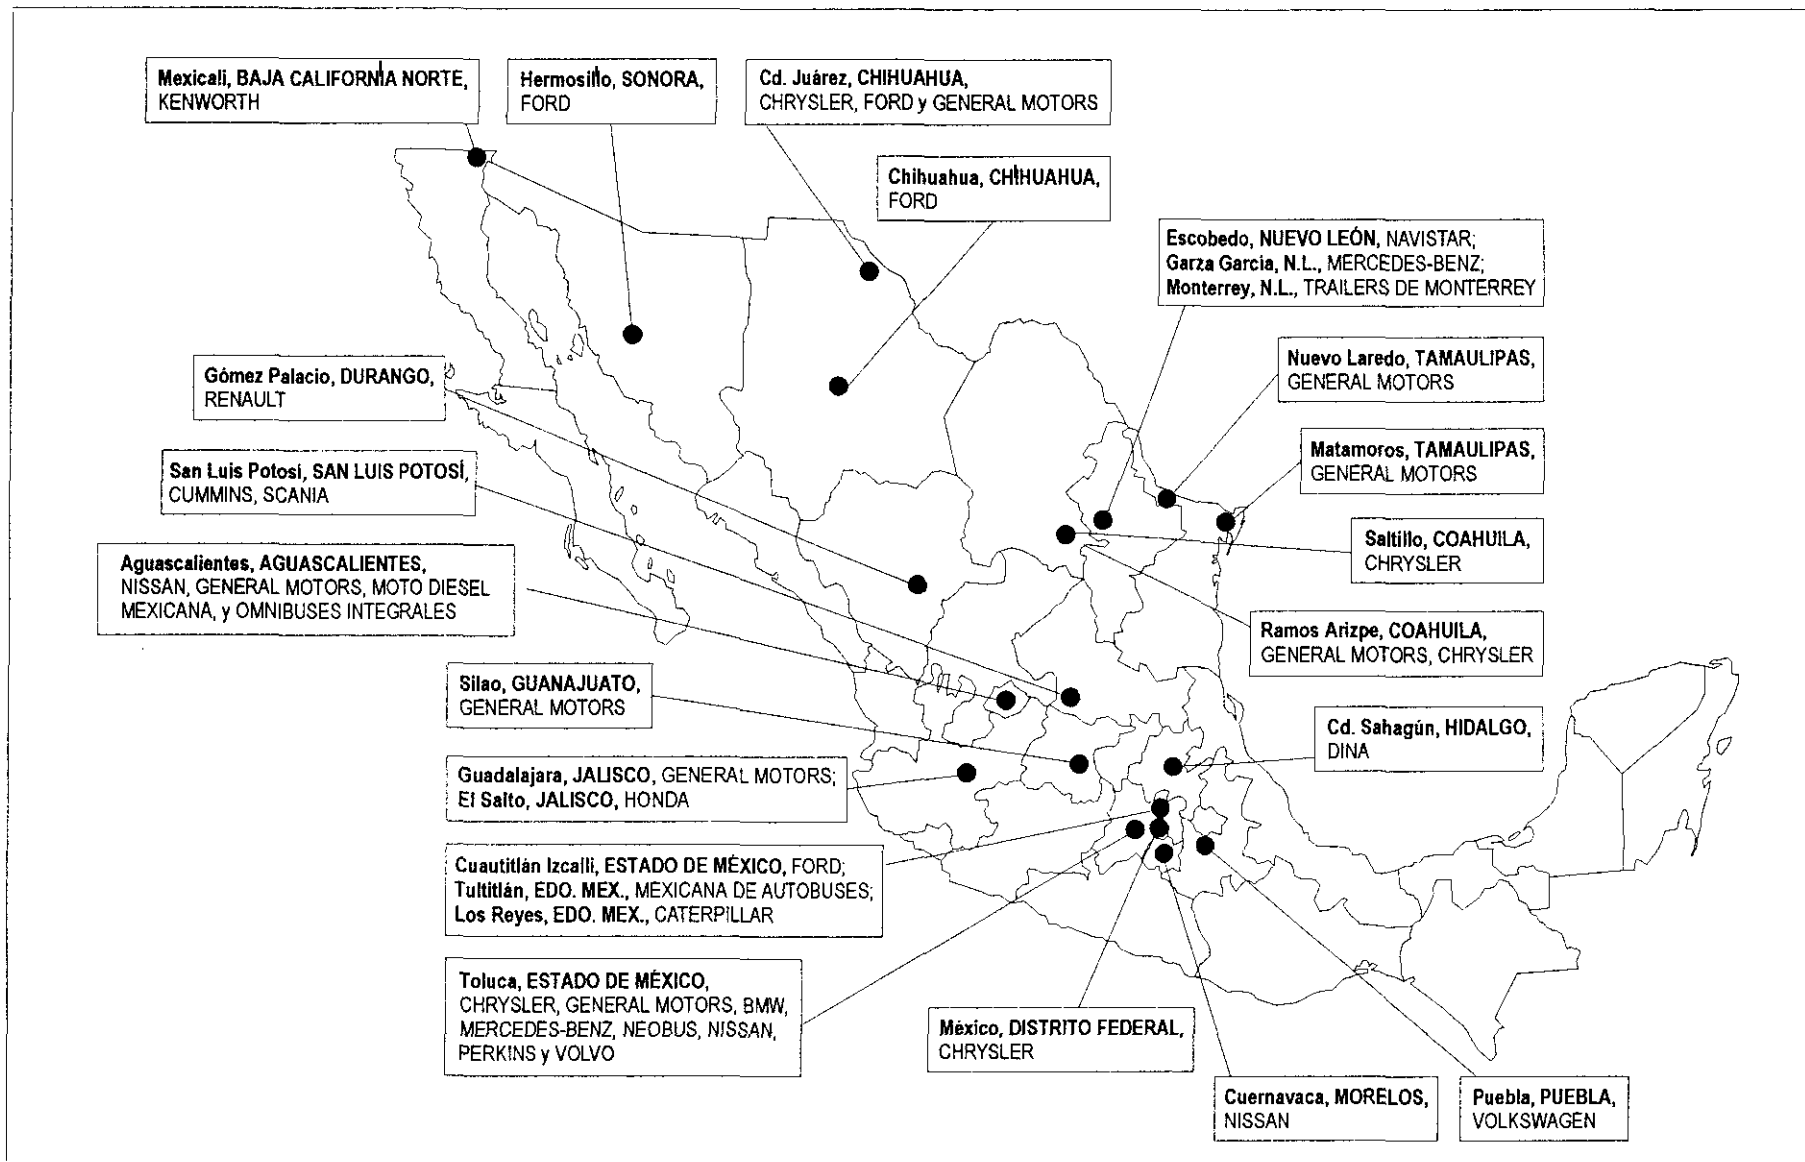 Mexicali, BAJA CALIFORNIA NORTE,
KENWORTH
Hermosillo, SONORA,
FORD
Cd. Juárez, CHIHUAHUA,
CHRYSLER, FORD y GENERAL MOTORS
Chihuahua, CHIHUAHUA,
FORD
Escobedo, NUEVO LEÓN, NAVISTAR;
Garza García, N.L., MERCEDES-BENZ;
Monterrey, N.L., TRAILERS DE MONTERREY
Nuevo Laredo, TAMAULIPAS,
GENERAL MOTORS
Gómez Palacio, DURANGO,
RENAULT
Matamoros, TAMAULIPAS,
GENERAL MOTORS
San Luis Potosí, SAN LUIS POTOSÍ,
CUMMINS, SCANIA
Saltillo, COAHUILA,
CHRYSLER
Aguascalientes, AGUASCALIENTES,
NISSAN, GENERAL MOTORS, MOTO DIESEL
MEXICANA, y OMNIBUSES INTEGRALES
Ramos Arizpe, COAHUILA,
GENERAL MOTORS, CHRYSLER
Silao, GUANAJUATO,
GENERAL MOTORS
Cd. Sahagún, HIDALGO,
DINA
Guadalajara, JALISCO, GENERAL MOTORS;
El Salto, JALISCO, HONDA
Cuautitlán Izcalli, ESTADO DE MÉXICO, FORD;
Tultitlán, EDO. MEX., MEXICANA DE AUTOBUSES;
Los Reyes, EDO. MEX., CATERPILLAR
Toluca, ESTADO DE MÉXICO,
CHRYSLER, GENERAL MOTORS, BMW,
MERCEDES-BENZ, NEOBUS, NISSAN,
PERKINS y VOLVO
México, DISTRITO FEDERAL,
CHRYSLER
Cuernavaca, MORELOS,
NISSAN
Puebla, PUEBLA,
VOLKSWAGEN